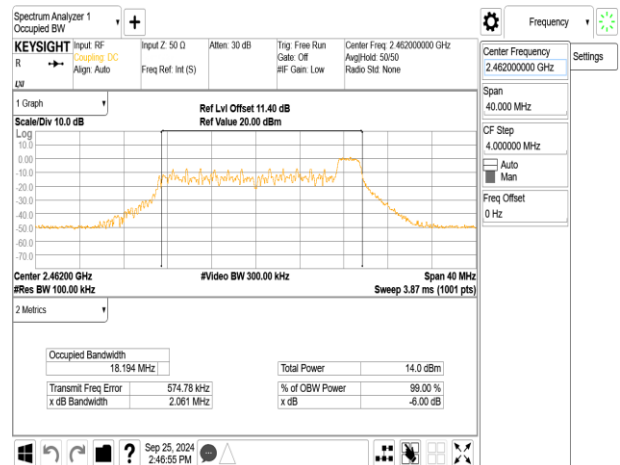 Spectrum Analyzer 1
Occupied BW
▼
+
Frequency
▼
KEYSIGHT
R
LXI
Input: RF
Coupling: DC
Align: Auto
Input Z: 50 Ω
Freq Ref: Int (S)
Atten: 30 dB
Trig: Free Run
Gate: Off
#IF Gain: Low
Center Freq: 2.462000000 GHz
Avg|Hold: 50/50
Radio Std: None
Center Frequency
2.462000000 GHz
Settings
Span
40.000 MHz
CF Step
4.000000 MHz
Auto
Man
Freq Offset
0 Hz
1 Graph
▼
Scale/Div 10.0 dB
Ref Lvl Offset 11.40 dB
Ref Value 20.00 dBm
Log
10.0
0.00
-10.0
-20.0
-30.0
-40.0
-50.0
-60.0
-70.0
Center 2.46200 GHz
#Res BW 100.00 kHz
#Video BW 300.00 kHz
Span 40 MHz
Sweep 3.87 ms (1001 pts)
2 Metrics
▼
Occupied Bandwidth
18.194 MHz
Transmit Freq Error 574.78 kHz
x dB Bandwidth 2.061 MHz
Total Power 14.0 dBm
% of OBW Power 99.00 %
x dB -6.00 dB
?
Sep 25, 2024
2:46:55 PM